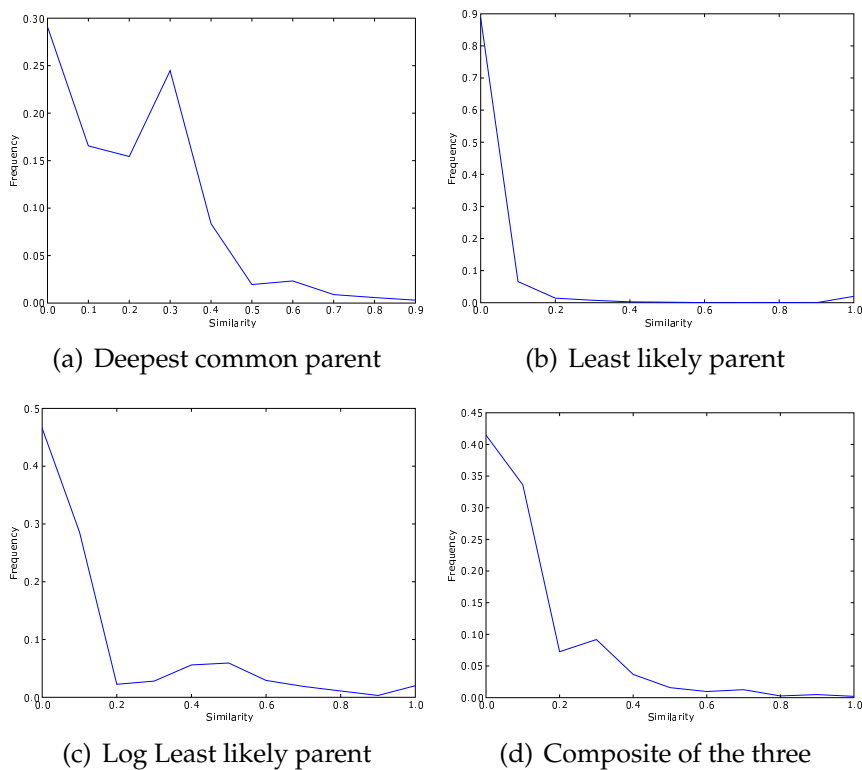 0.30
0.25
0.20
0.15
0.10
0.05
0.00
Frequency
0.0 0.1 0.2 0.3 0.4 0.5 0.6 0.7 0.8 0.9
Similarity
(a) Deepest common parent
0.9
0.8
0.7
0.6
0.5
0.4
0.3
0.2
0.1
0.0
Frequency
0.0 0.2 0.4 0.6 0.8 1.0
Similarity
(b) Least likely parent
0.5
0.4
0.3
0.2
0.1
0.0
Frequency
0.0 0.2 0.4 0.6 0.8 1.0
Similarity
(c) Log Least likely parent
0.45
0.40
0.35
0.30
0.25
0.20
0.15
0.10
0.05
0.00
Frequency
0.0 0.2 0.4 0.6 0.8 1.0
Similarity
(d) Composite of the three